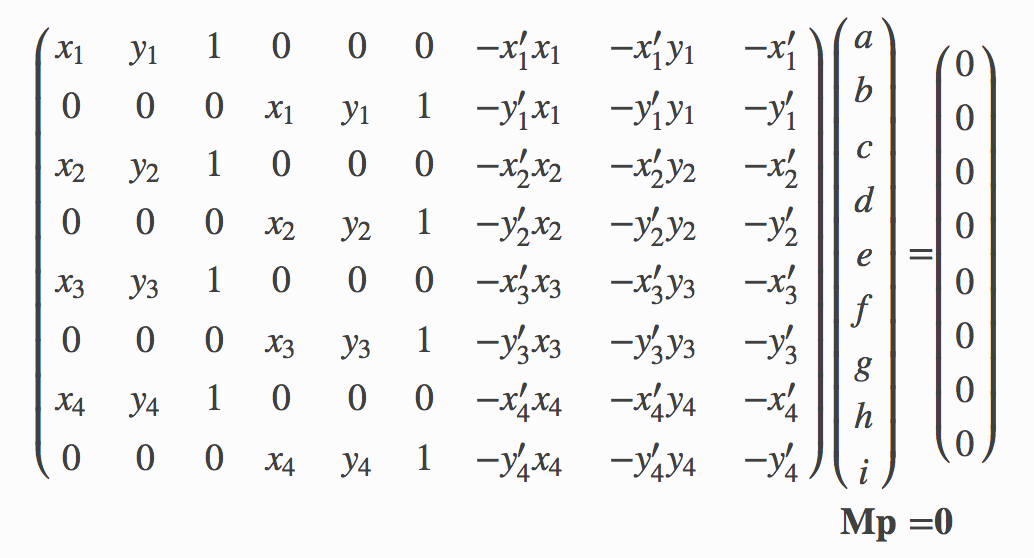 x₁ y₁ 1 0 0 0 −x′₁x₁ −x′₁y₁ −x′₁ a 0
0 0 0 x₁ y₁ 1 −y′₁x₁ −y′₁y₁ −y′₁ b 0
x₂ y₂ 1 0 0 0 −x′₂x₂ −x′₂y₂ −x′₂ c 0
0 0 0 x₂ y₂ 1 −y′₂x₂ −y′₂y₂ −y′₂ d 0
x₃ y₃ 1 0 0 0 −x′₃x₃ −x′₃y₃ −x′₃ e = 0
0 0 0 x₃ y₃ 1 −y′₃x₃ −y′₃y₃ −y′₃ f 0
x₄ y₄ 1 0 0 0 −x′₄x₄ −x′₄y₄ −x′₄ g 0
0 0 0 x₄ y₄ 1 −y′₄x₄ −y′₄y₄ −y′₄ h 0
i
Mp =0